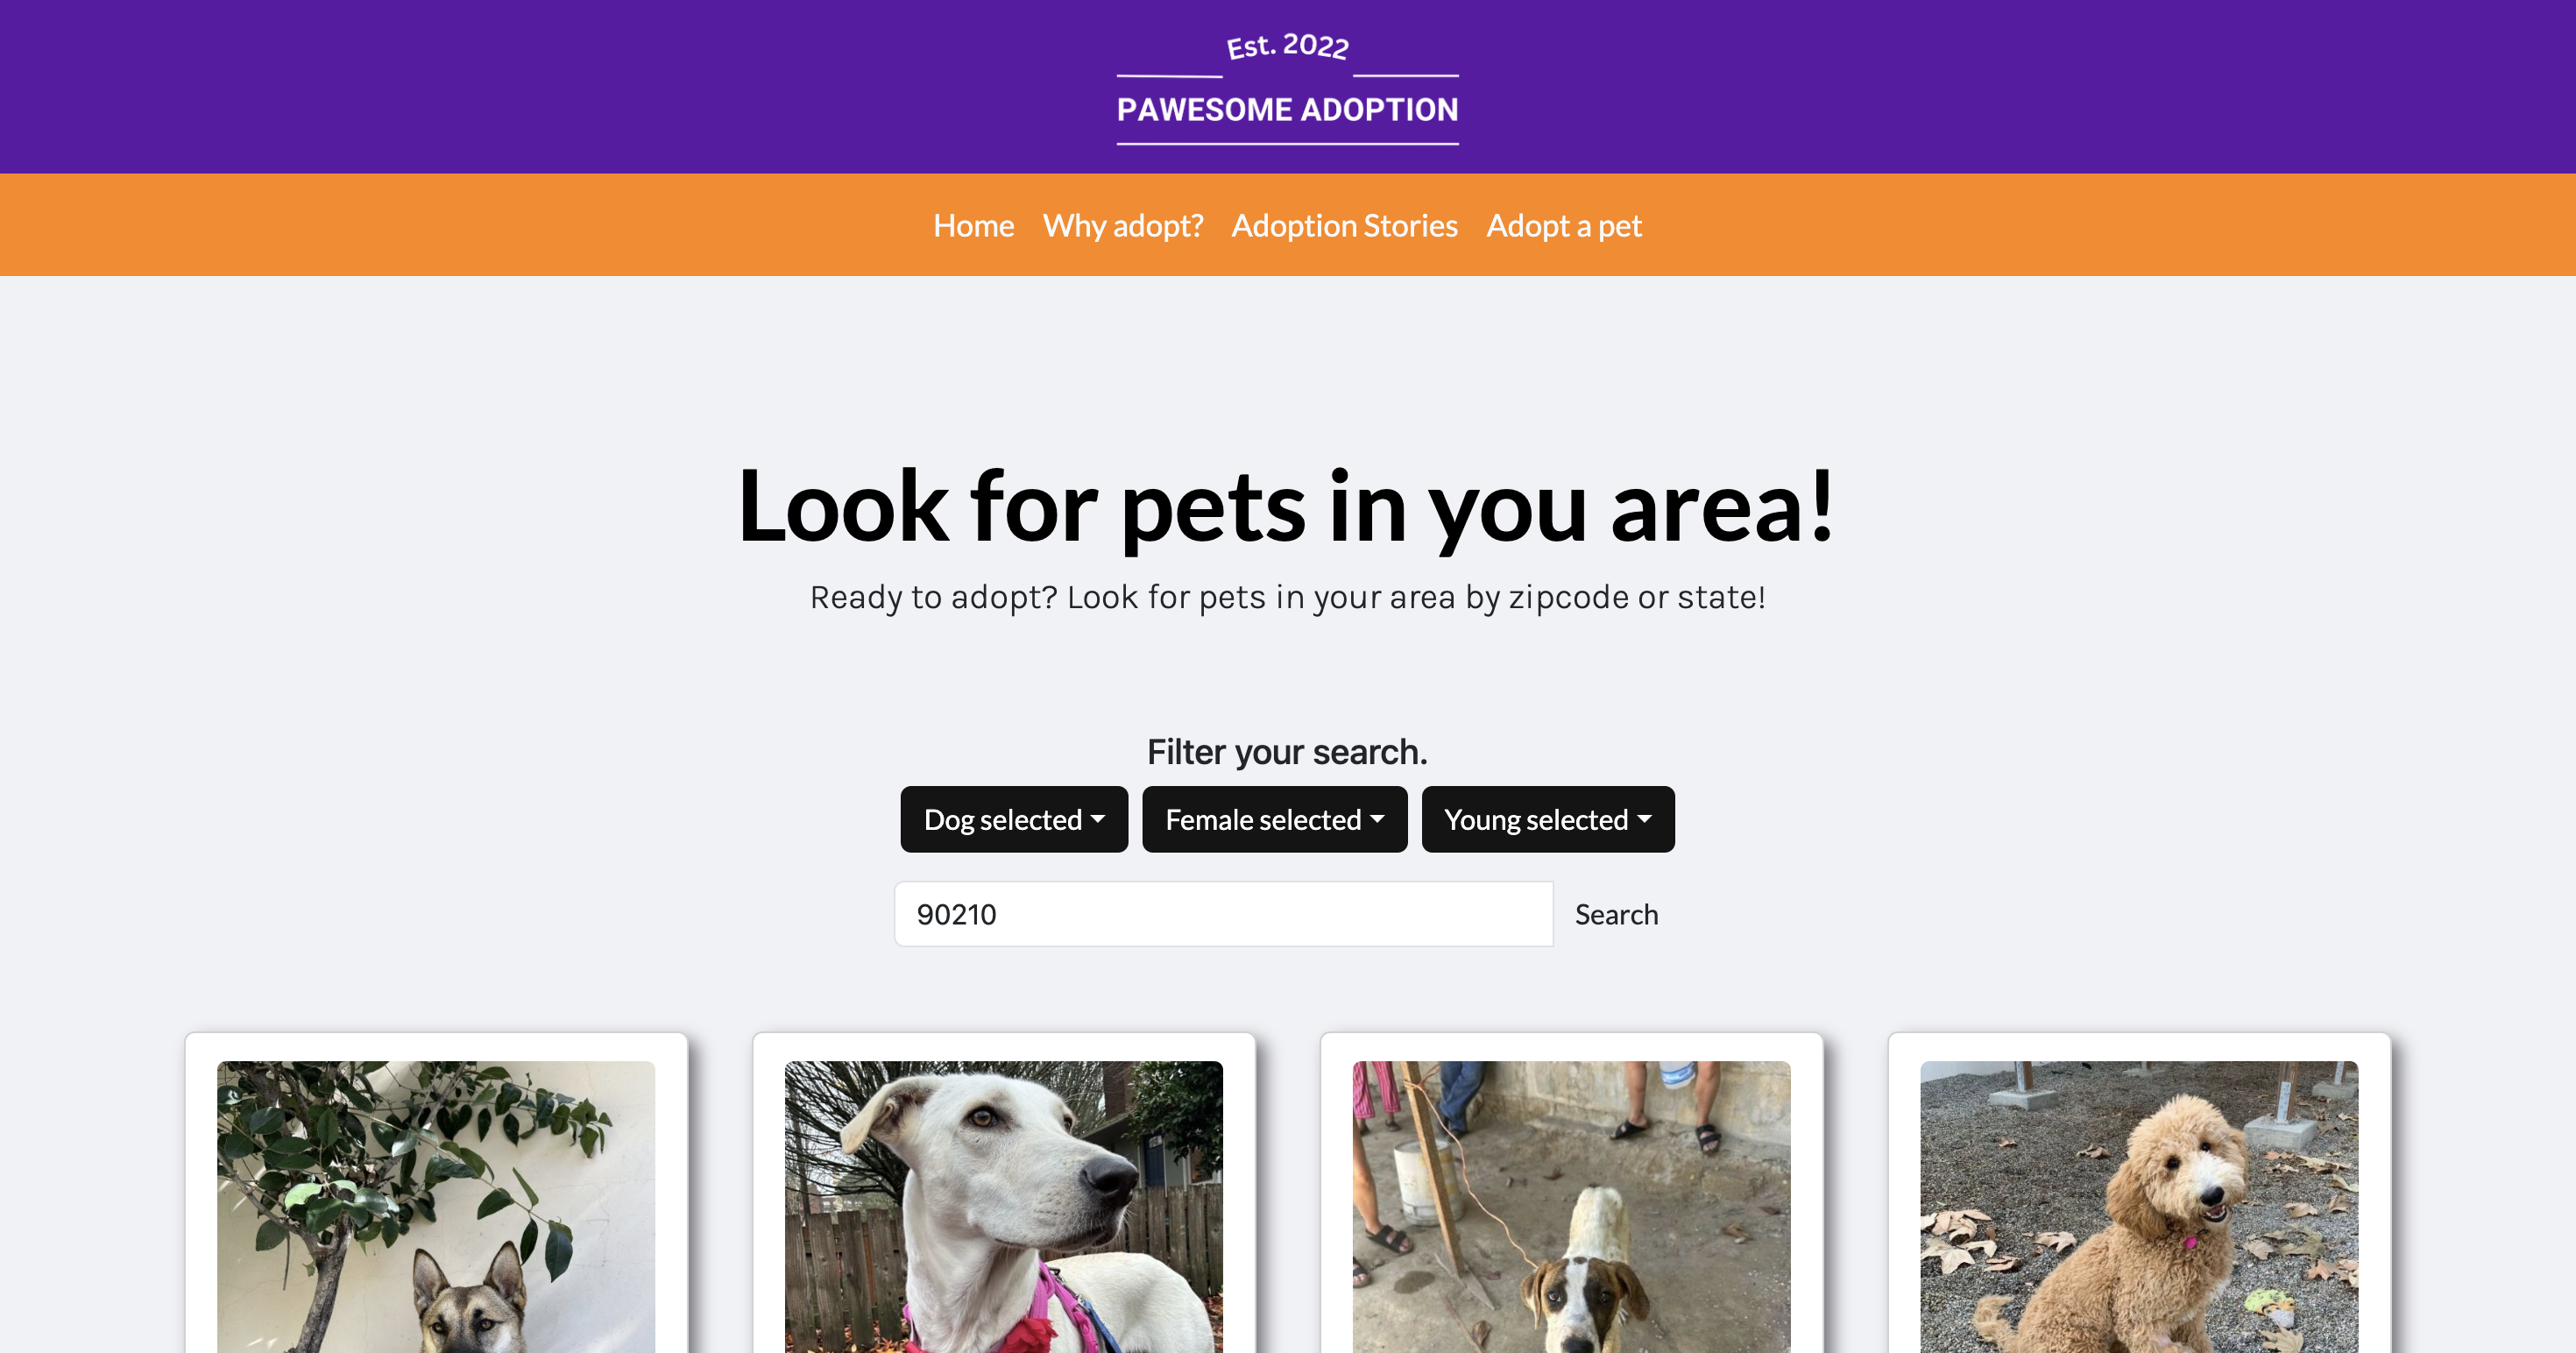 Est. 2022
PAWESOME ADOPTION
Home Why adopt? Adoption Stories Adopt a pet
Look for pets in you area!
Ready to adopt? Look for pets in your area by zipcode or state!
Filter your search.
Dog selected Female selected Young selected
90210 Search